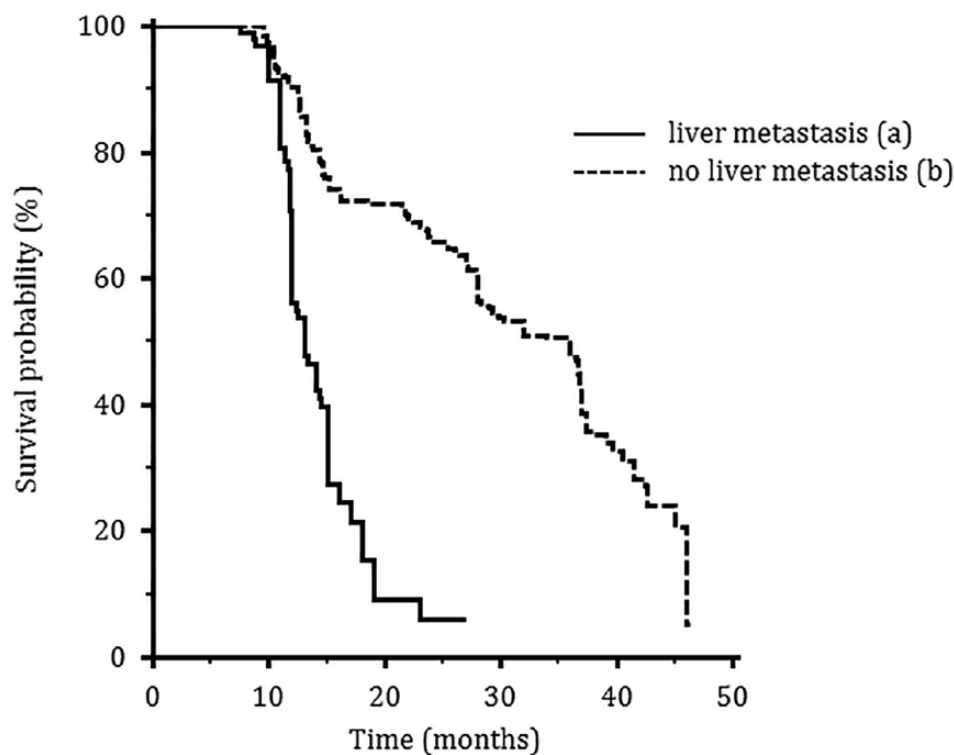 100
80
60
40
20
0
Survival probability (%)
liver metastasis (a)
no liver metastasis (b)
0 10 20 30 40 50
Time (months)